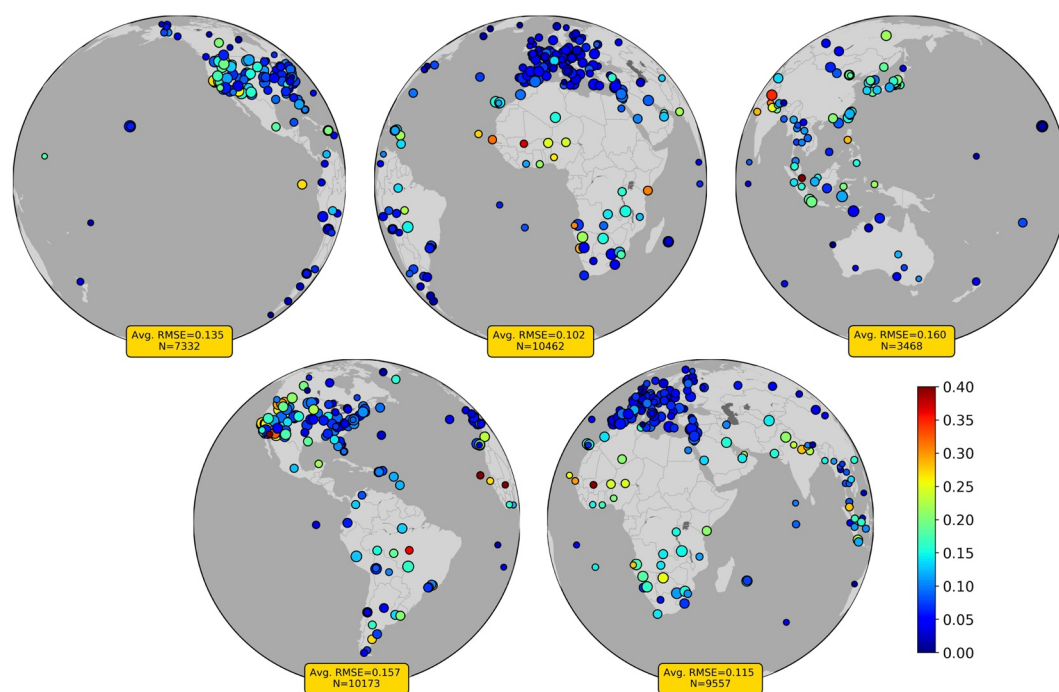 Avg. RMSE=0.135
N=7332
Avg. RMSE=0.102
N=10462
Avg. RMSE=0.160
N=3468
Avg. RMSE=0.157
N=10173
Avg. RMSE=0.115
N=9557
0.40
0.35
0.30
0.25
0.20
0.15
0.10
0.05
0.00